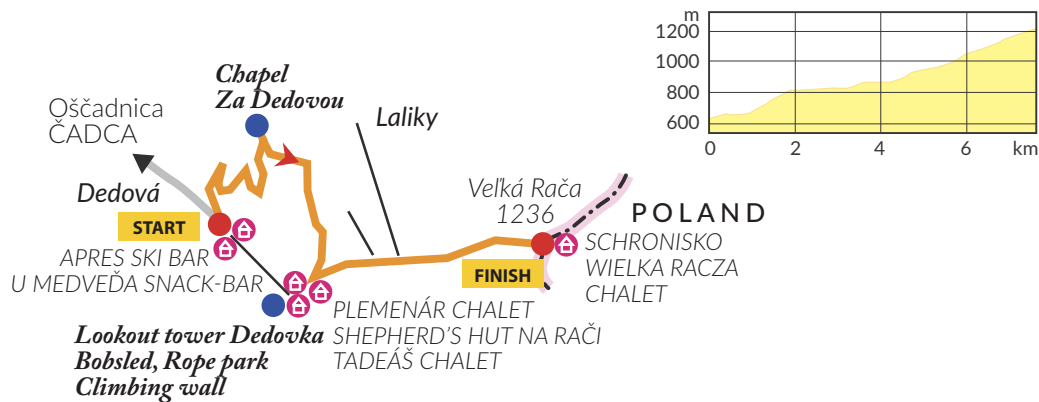 Chapel
Za Dedovou
Oščadnica
ČADCA
Laliky
Dedová
START
APRES SKI BAR
U MEDVEĎA SNACK-BAR
Veľká Rača
1236
POLAND
FINISH
SCHRONISKO
WIELKA RACZA
CHALET
PLEMENÁR CHALET
SHEPHERD'S HUT NA RAČI
TADEÁŠ CHALET
Lookout tower Dedovka
Bobsled, Rope park
Climbing wall
m
1200
1000
800
600
0 2 4 6 km